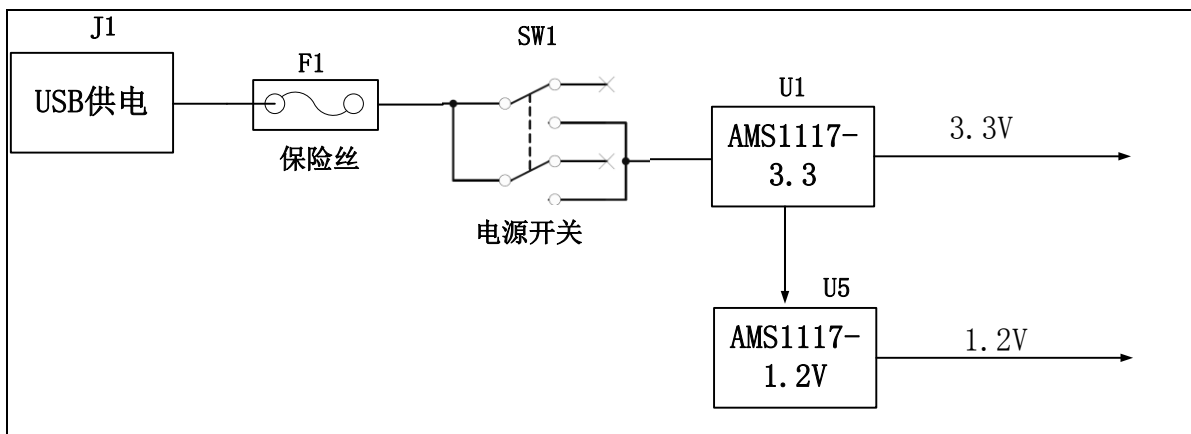 J1
USB供电
F1
保险丝
SW1
电源开关
U1
AMS1117-
3.3
3.3V
U5
AMS1117-
1.2V
1.2V